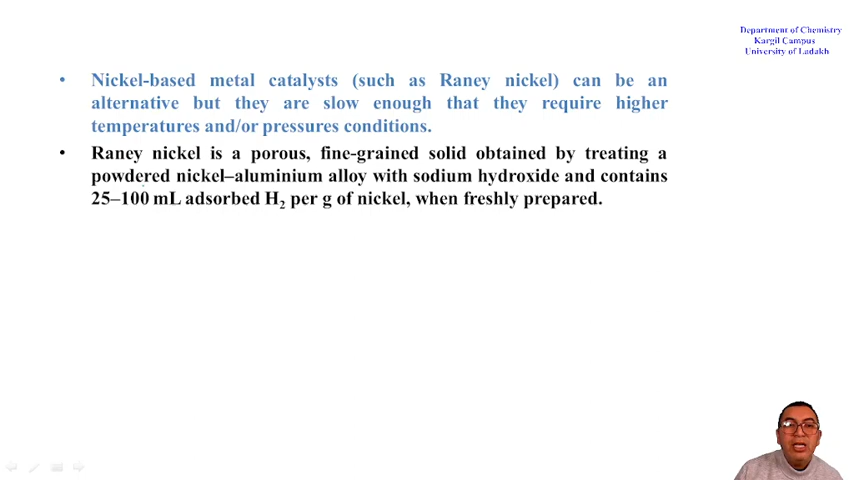 Department of Chemistry
Kargil Campus
University of Ladakh
• Nickel-based metal catalysts (such as Raney nickel) can be an
alternative but they are slow enough that they require higher
temperatures and/or pressures conditions.
• Raney nickel is a porous, fine-grained solid obtained by treating a
powdered nickel–aluminium alloy with sodium hydroxide and contains
25–100 mL adsorbed H₂ per g of nickel, when freshly prepared.